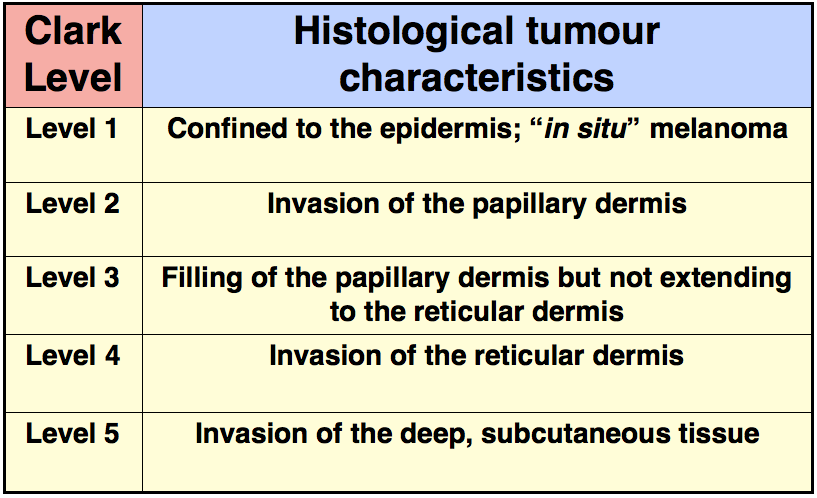 Clark
Level
Histological tumour
characteristics
Level 1
Confined to the epidermis; “in situ” melanoma
Level 2
Invasion of the papillary dermis
Level 3
Filling of the papillary dermis but not extending
to the reticular dermis
Level 4
Invasion of the reticular dermis
Level 5
Invasion of the deep, subcutaneous tissue